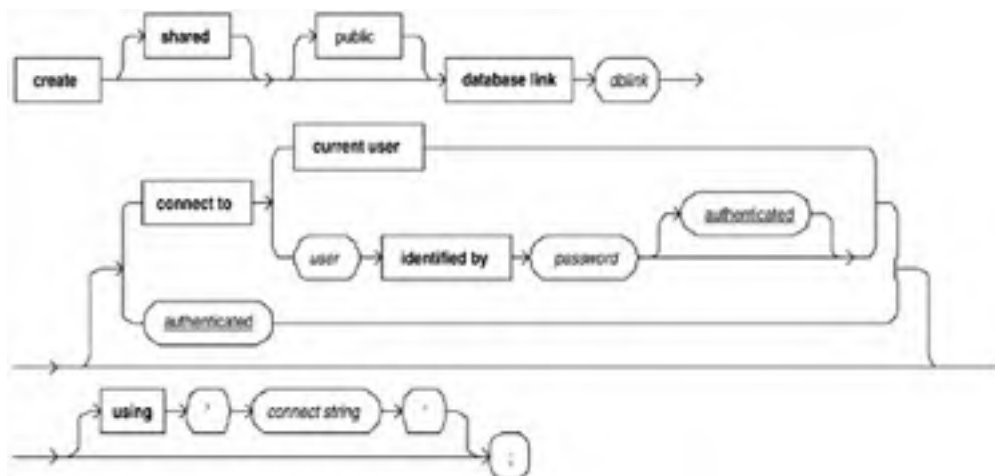 shared public
create database link dblink
current user
connect to authenticated
user identified by password
authenticated
using ' connect string '
;